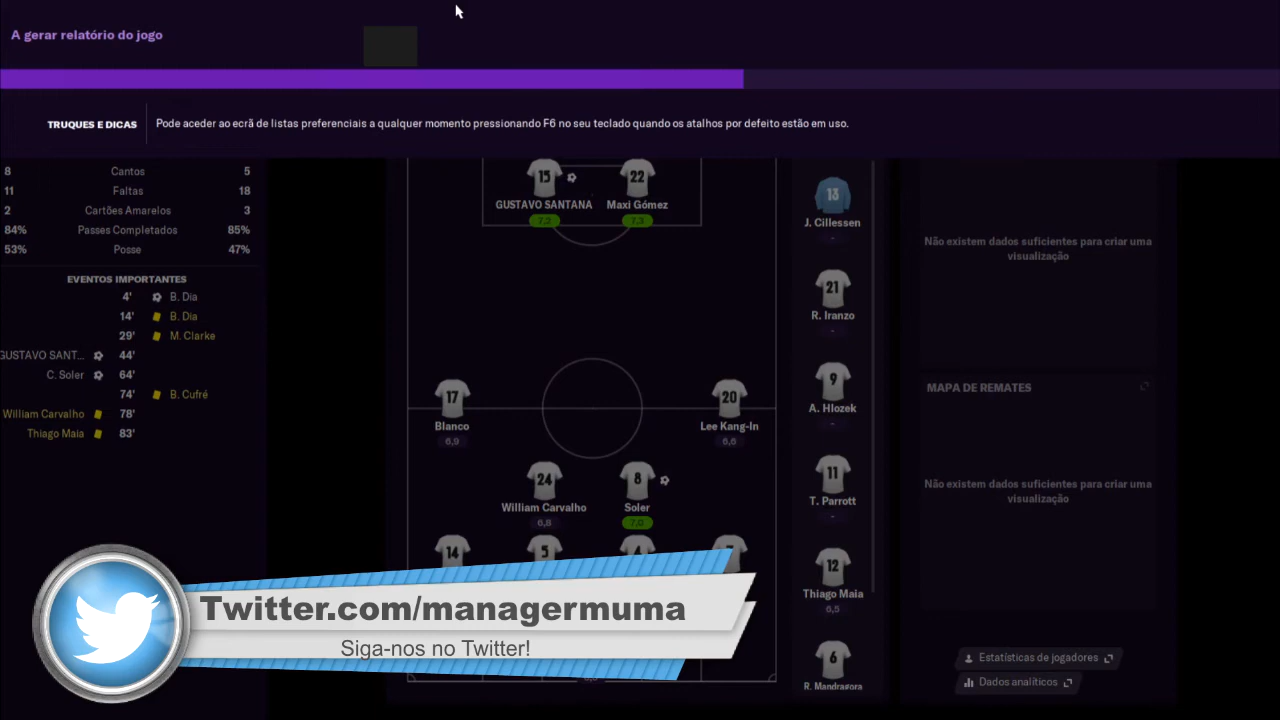 A gerar relatório do jogo
TRUQUES E DICAS
Pode aceder ao ecrã de listas preferenciais a qualquer momento pressionando F6 no seu teclado quando os atalhos por defeito estão em uso.
8 Cantos 5
11 Faltas 18
2 Cartões Amarelos 3
84% Passes Completados 85%
53% Posse 47%
EVENTOS IMPORTANTES
4' B. Dia
14' B. Dia
29' M. Clarke
GUSTAVO SANT... 44'
C. Soler 64'
74' B. Cufré
William Carvalho 78'
Thiago Maia 83'
15 22
GUSTAVO SANTANA Maxi Gómez
7,2 7,3
17 20
Blanco Lee Kang-In
6,9 6,6
24 8
William Carvalho Soler
6,8 7,0
14 5 4
13
J. Cillessen
-
21
R. Iranzo
-
9
A. Hlozek
-
11
T. Parrott
-
12
Thiago Maia
6,5
6
R. Mandragora
Não existem dados suficientes para criar uma
visualização
MAPA DE REMATES
Não existem dados suficientes para criar uma
visualização
Estatísticas de jogadores
Dados analíticos
Twitter.com/managermuma
Siga-nos no Twitter!